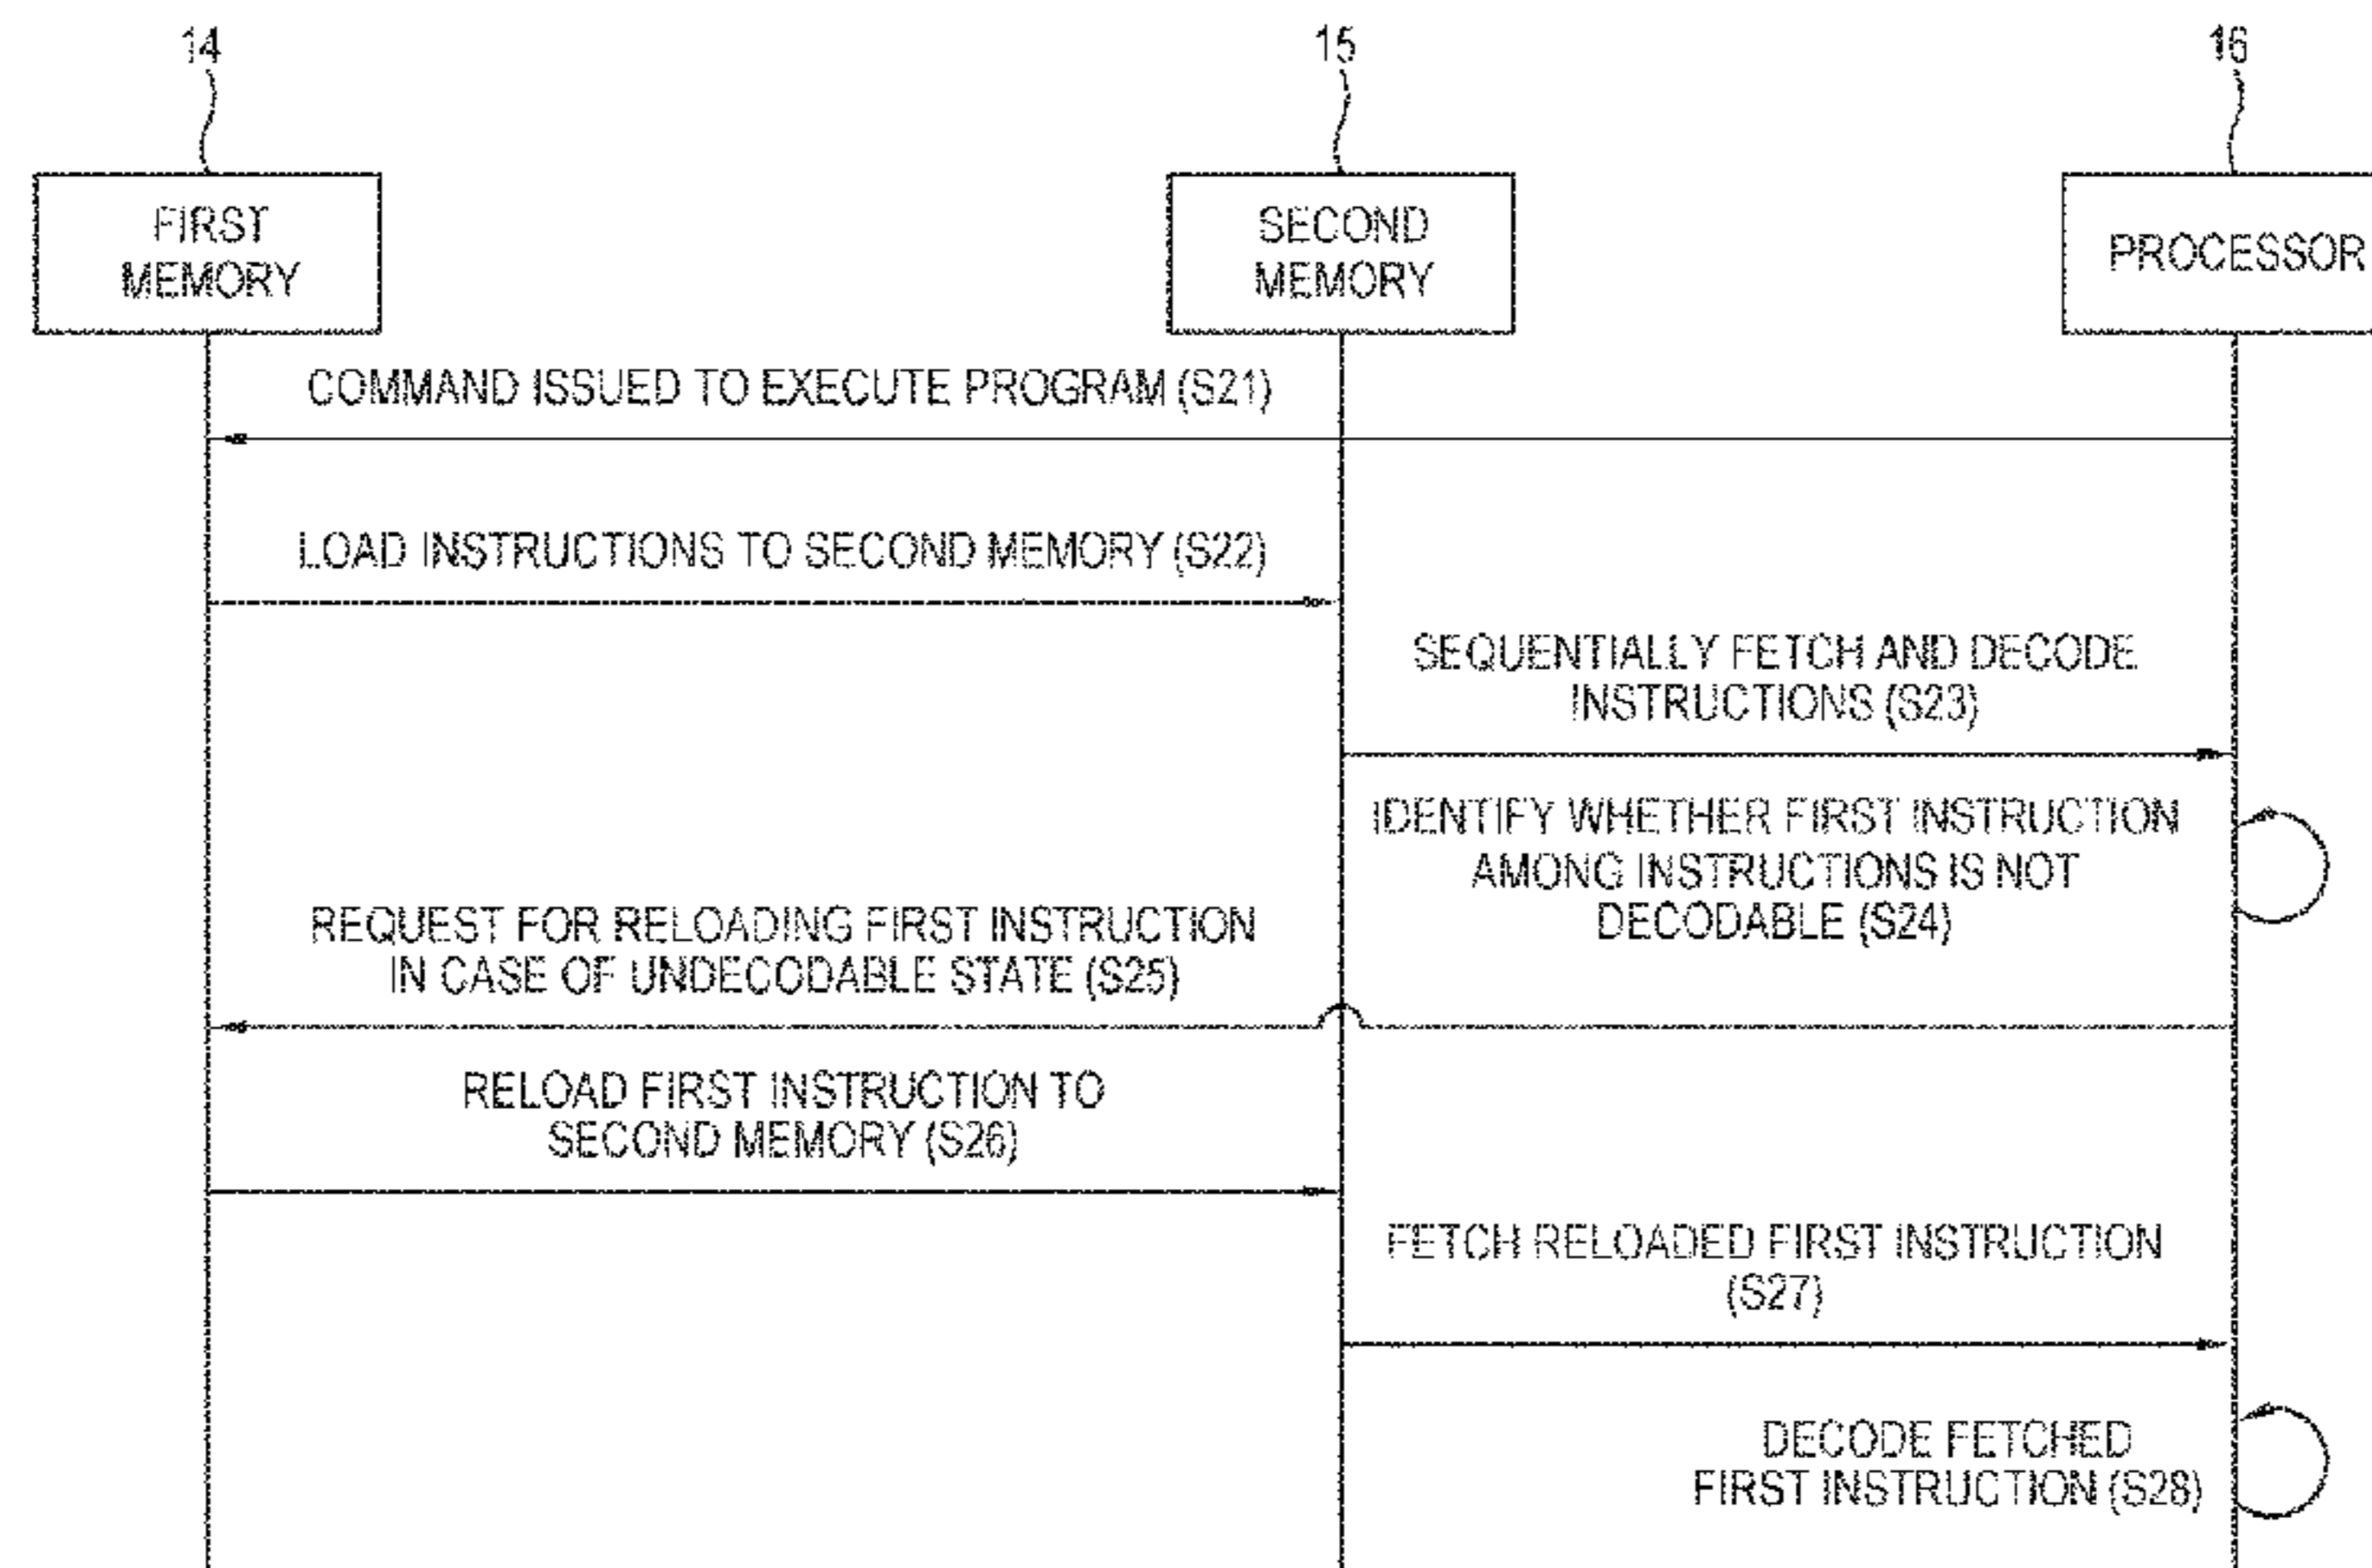 14
15
16
FIRST
MEMORY
SECOND
MEMORY
PROCESSOR
COMMAND ISSUED TO EXECUTE PROGRAM (S21)
LOAD INSTRUCTIONS TO SECOND MEMORY (S22)
SEQUENTIALLY FETCH AND DECODE
INSTRUCTIONS (S23)
IDENTIFY WHETHER FIRST INSTRUCTION
AMONG INSTRUCTIONS IS NOT
DECODABLE (S24)
REQUEST FOR RELOADING FIRST INSTRUCTION
IN CASE OF UNDECODABLE STATE (S25)
RELOAD FIRST INSTRUCTION TO
SECOND MEMORY (S26)
FETCH RELOADED FIRST INSTRUCTION
(S27)
DECODE FETCHED
FIRST INSTRUCTION (S28)